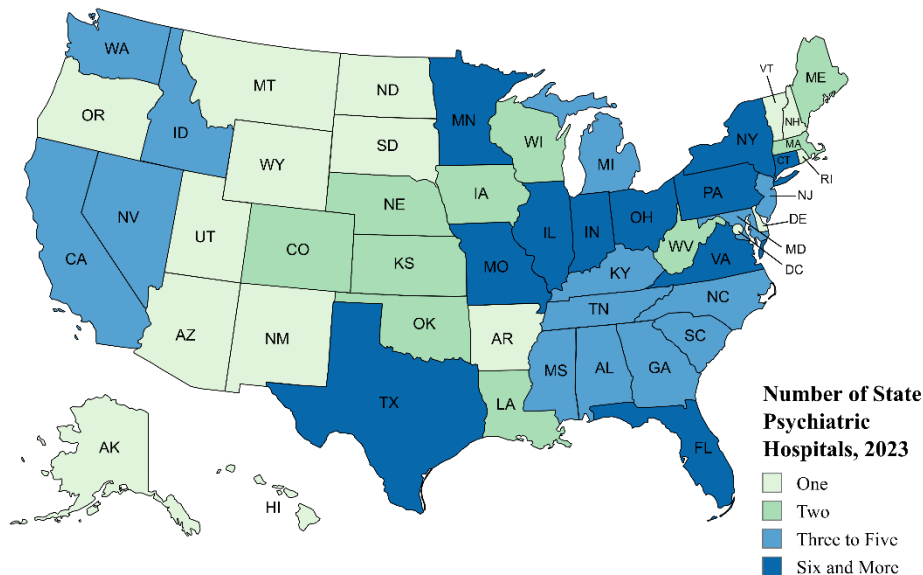 WA
MT
ND
MN
VT
ME
OR
ID
SD
WI
NH
NY
MA
WY
MI
CT
RI
NV
NE
IA
PA
NJ
CA
UT
CO
IL
IN
OH
DE
WV
MD
KS
MO
VA
DC
KY
NC
TN
AZ
NM
OK
AR
SC
MS
AL
GA
TX
LA
FL
AK
HI
Number of State
Psychiatric
Hospitals, 2023
One
Two
Three to Five
Six and More